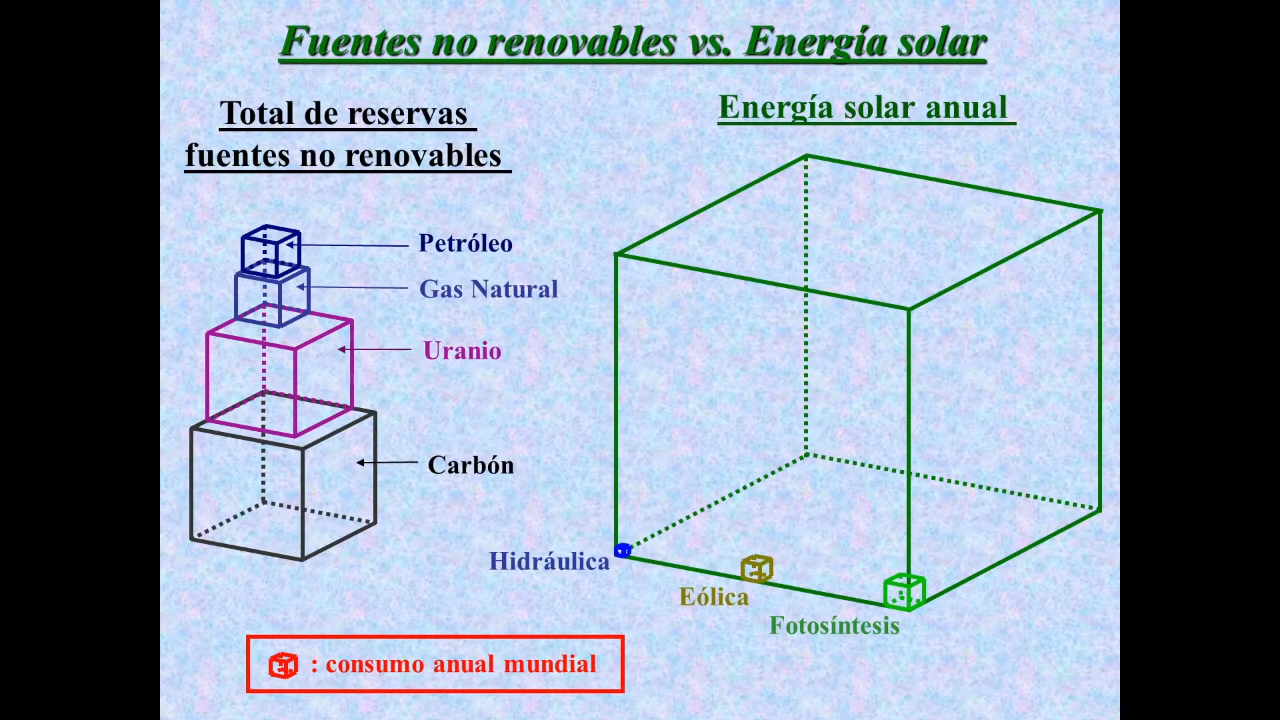 Fuentes no renovables vs. Energía solar
Total de reservas
fuentes no renovables
Energía solar anual
Petróleo
Gas Natural
Uranio
Carbón
Hidráulica
Eólica
Fotosíntesis
: consumo anual mundial